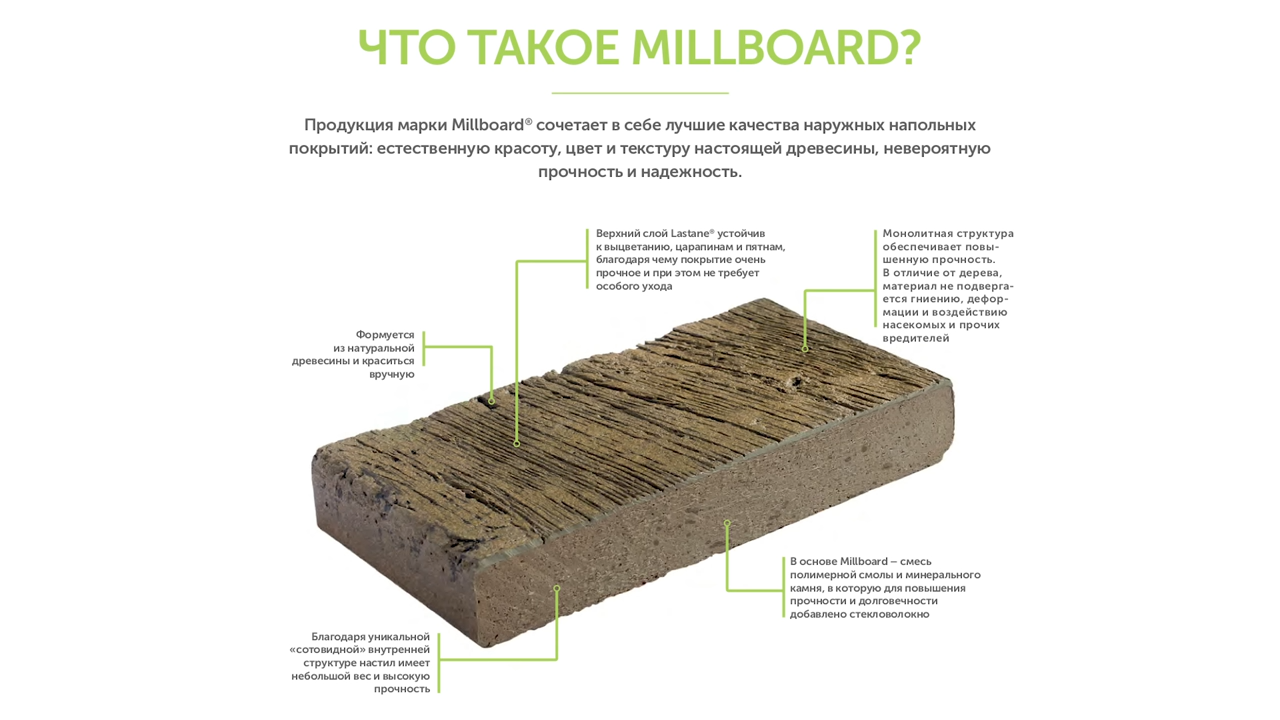 ЧТО ТАКОЕ MILLBOARD?
Продукция марки Millboard® сочетает в себе лучшие качества наружных напольных
покрытий: естественную красоту, цвет и текстуру настоящей древесины, невероятную
прочность и надежность.
Верхний слой Lastane® устойчив
к выцветанию, царапинам и пятнам,
благодаря чему покрытие очень
прочное и при этом не требует
особого ухода
Монолитная структура
обеспечивает повы-
шенную прочность.
В отличие от дерева,
материал не подверга-
ется гниению, дефор-
мации и воздействию
насекомых и прочих
вредителей
Формуется
из натуральной
древесины и краситься
вручную
В основе Millboard – смесь
полимерной смолы и минерального
камня, в которую для повышения
прочности и долговечности
добавлено стекловолокно
Благодаря уникальной
«сотовидной» внутренней
структуре настил имеет
небольшой вес и высокую
прочность